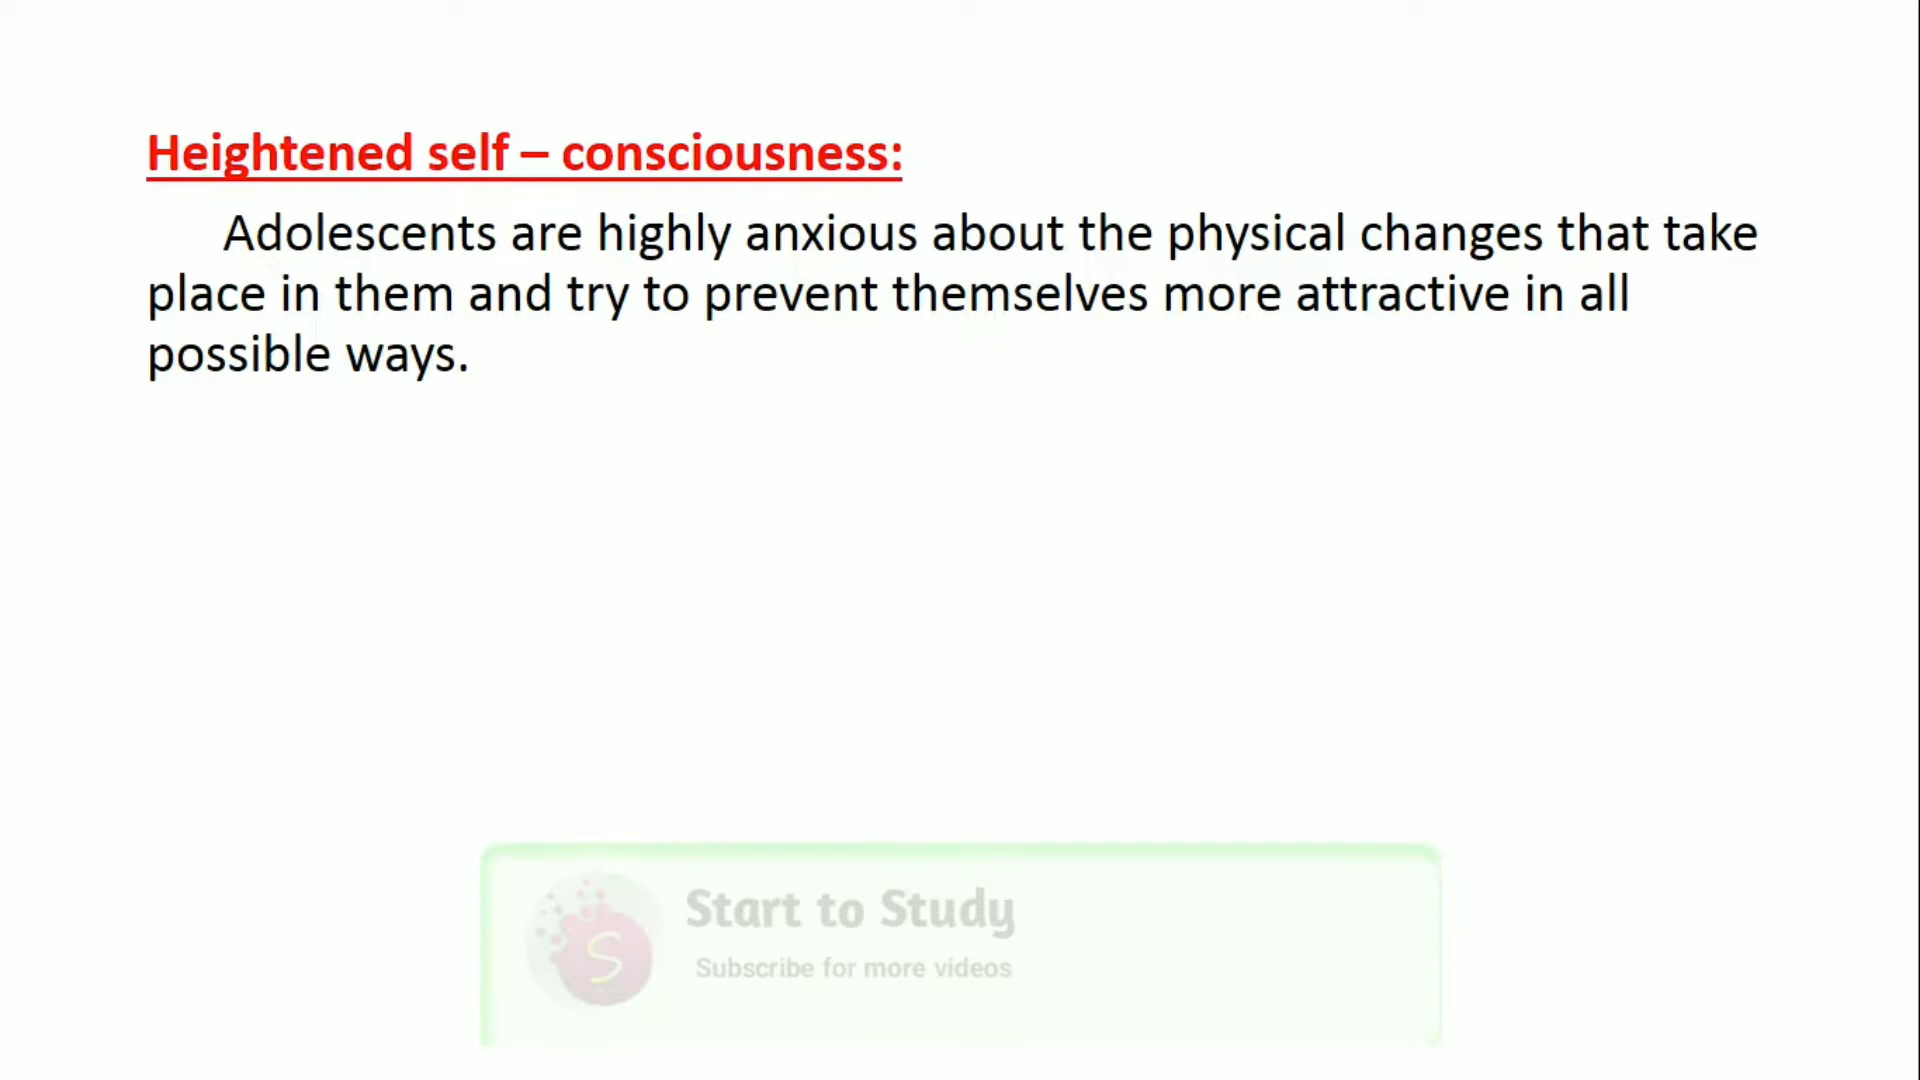 Heightened self – consciousness:
Adolescents are highly anxious about the physical changes that take
place in them and try to prevent themselves more attractive in all
possible ways.
S
Start to Study
Subscribe for more videos